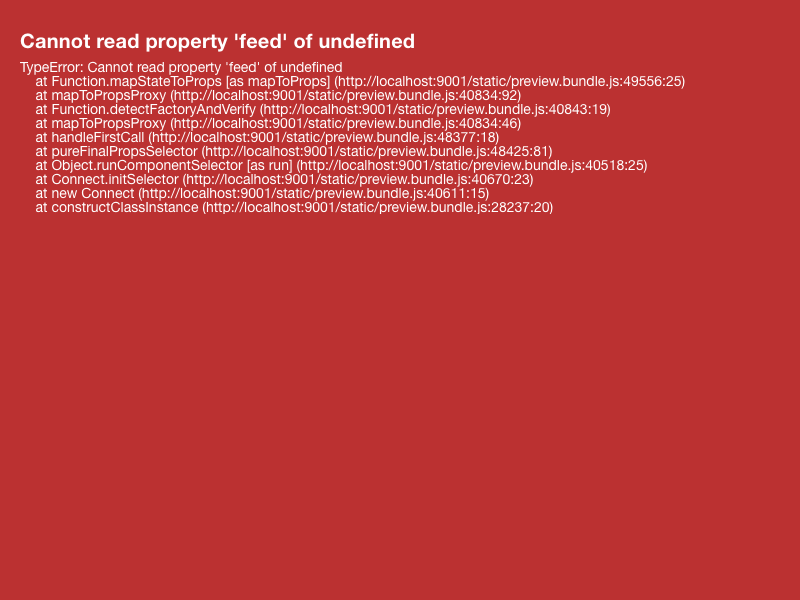 Cannot read property 'feed' of undefined
TypeError: Cannot read property 'feed' of undefined
at Function.mapStateToProps [as mapToProps] (http://localhost:9001/static/preview.bundle.js:49556:25)
at mapToPropsProxy (http://localhost:9001/static/preview.bundle.js:40834:92)
at Function.detectFactoryAndVerify (http://localhost:9001/static/preview.bundle.js:40843:19)
at mapToPropsProxy (http://localhost:9001/static/preview.bundle.js:40834:46)
at handleFirstCall (http://localhost:9001/static/preview.bundle.js:48377:18)
at pureFinalPropsSelector (http://localhost:9001/static/preview.bundle.js:48425:81)
at Object.runComponentSelector [as run] (http://localhost:9001/static/preview.bundle.js:40518:25)
at Connect.initSelector (http://localhost:9001/static/preview.bundle.js:40670:23)
at new Connect (http://localhost:9001/static/preview.bundle.js:40611:15)
at constructClassInstance (http://localhost:9001/static/preview.bundle.js:28237:20)